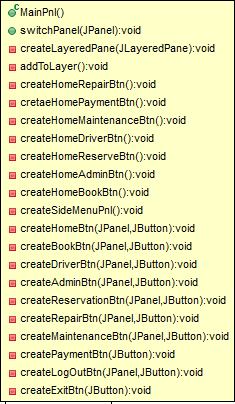 C
MainPnl()
switchPanel(JPanel):void
createLayeredPane(JLayeredPane):void
addToLayer():void
createHomeRepairBtn():void
cretaeHomePaymentBtn():void
createHomeMaintenanceBtn():void
createHomeDriverBtn():void
createHomeReserveBtn():void
createHomeAdminBtn():void
createHomeBookBtn():void
createSideMenuPnl():void
createHomeBtn(JPanel,JButton):void
createBookBtn(JPanel,JButton):void
createDriverBtn(JPanel,JButton):void
createAdminBtn(JPanel,JButton):void
createReservationBtn(JPanel,JButton):void
createRepairBtn(JPanel,JButton):void
createMaintenanceBtn(JPanel,JButton):void
createPaymentBtn(JButton):void
createLogOutBtn(JPanel,JButton):void
createExitBtn(JButton):void